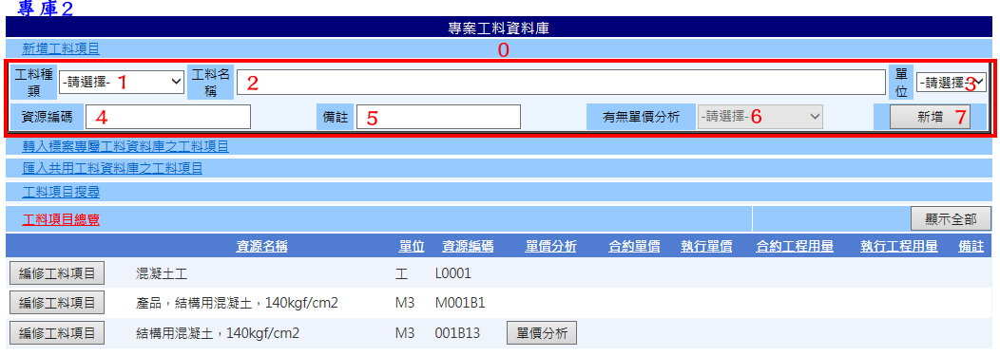 專庫2
專案工料資料庫
新增工料項目 0
工料種類 -請選擇- 1 工料名稱 2 單位 -請選擇- 3
資源編碼 4 備註 5 有無單價分析 -請選擇- 6 新增 7
轉入標案專屬工料資料庫之工料項目
匯入共用工料資料庫之工料項目
工料項目搜尋
工料項目總覽 顯示全部
資源名稱 單位 資源編碼 單價分析 合約單價 執行單價 合約工程用量 執行工程用量 備註
編修工料項目 混凝土工 工 L0001
編修工料項目 產品，結構用混凝土，140kgf/cm2 M3 M001B1
編修工料項目 結構用混凝土，140kgf/cm2 M3 001B13 單價分析